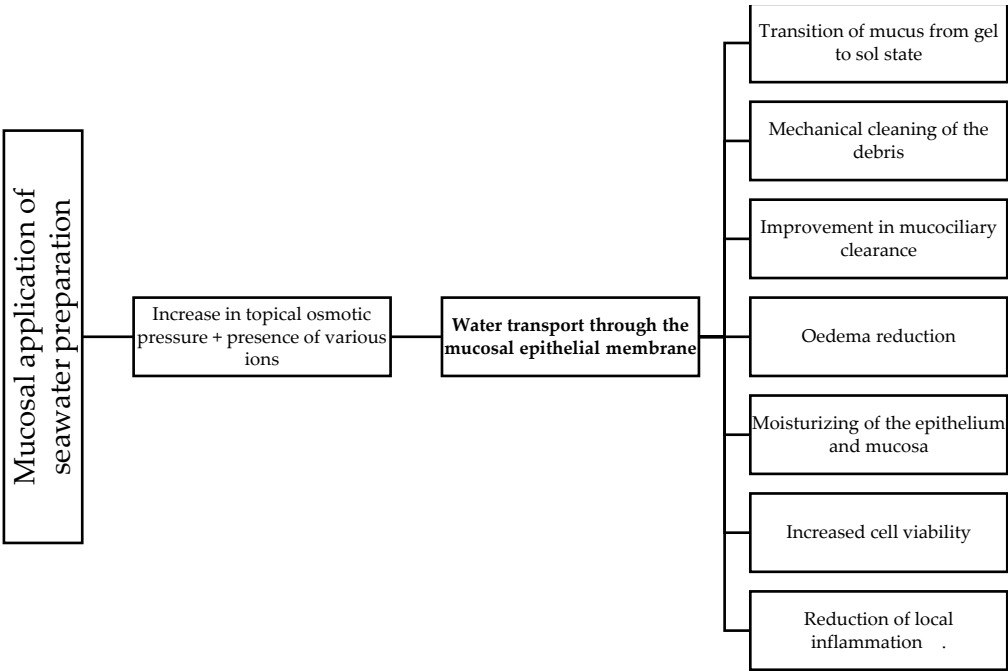 Mucosal application of
seawater preparation
Increase in topical osmotic
pressure + presence of various
ions
Water transport through the
mucosal epithelial membrane
Transition of mucus from gel
to sol state
Mechanical cleaning of the
debris
Improvement in mucociliary
clearance
Oedema reduction
Moisturizing of the epithelium
and mucosa
Increased cell viability
Reduction of local
inflammation .